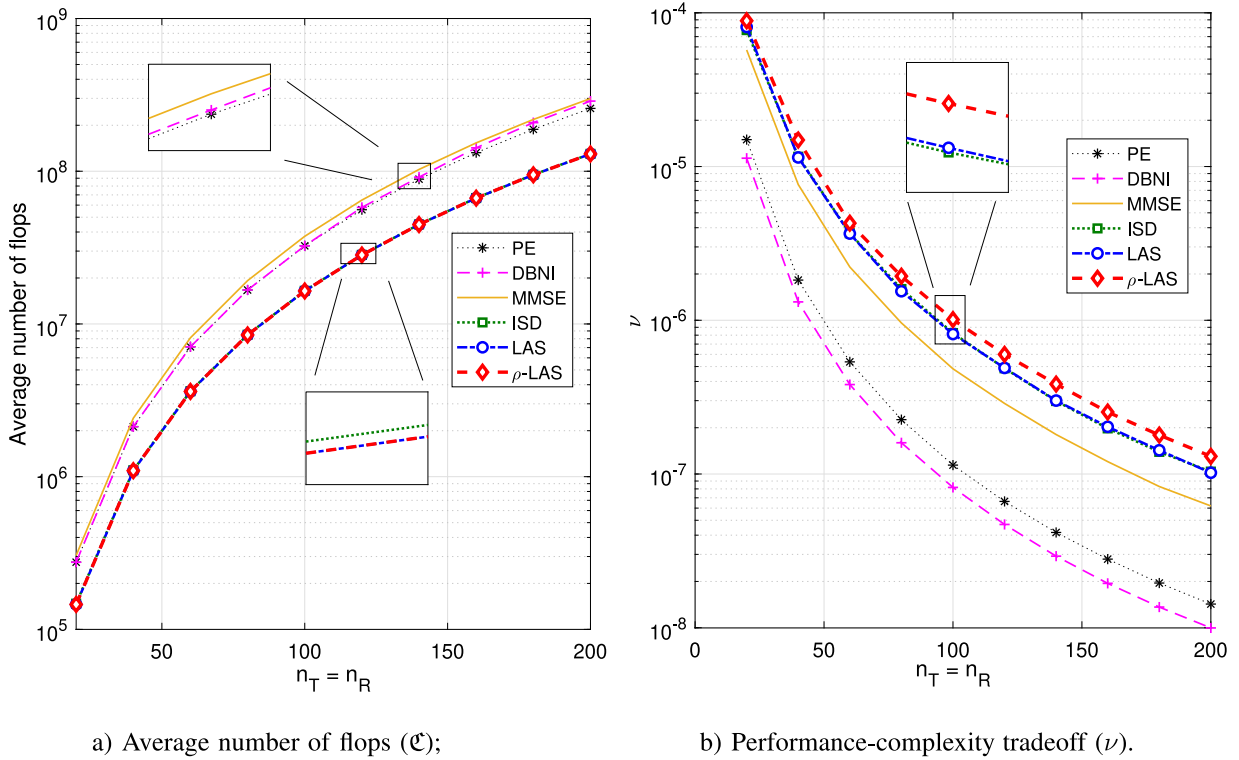 10^9
10^8
10^7
10^6
10^5
Average number of flops
50
100
150
200
n_T = n_R
PE
DBNI
MMSE
ISD
LAS
ρ-LAS
a) Average number of flops (ℭ);
10^-4
10^-5
10^-6
10^-7
10^-8
ν
0
50
100
150
200
n_T = n_R
PE
DBNI
MMSE
ISD
LAS
ρ-LAS
b) Performance-complexity tradeoff (ν).